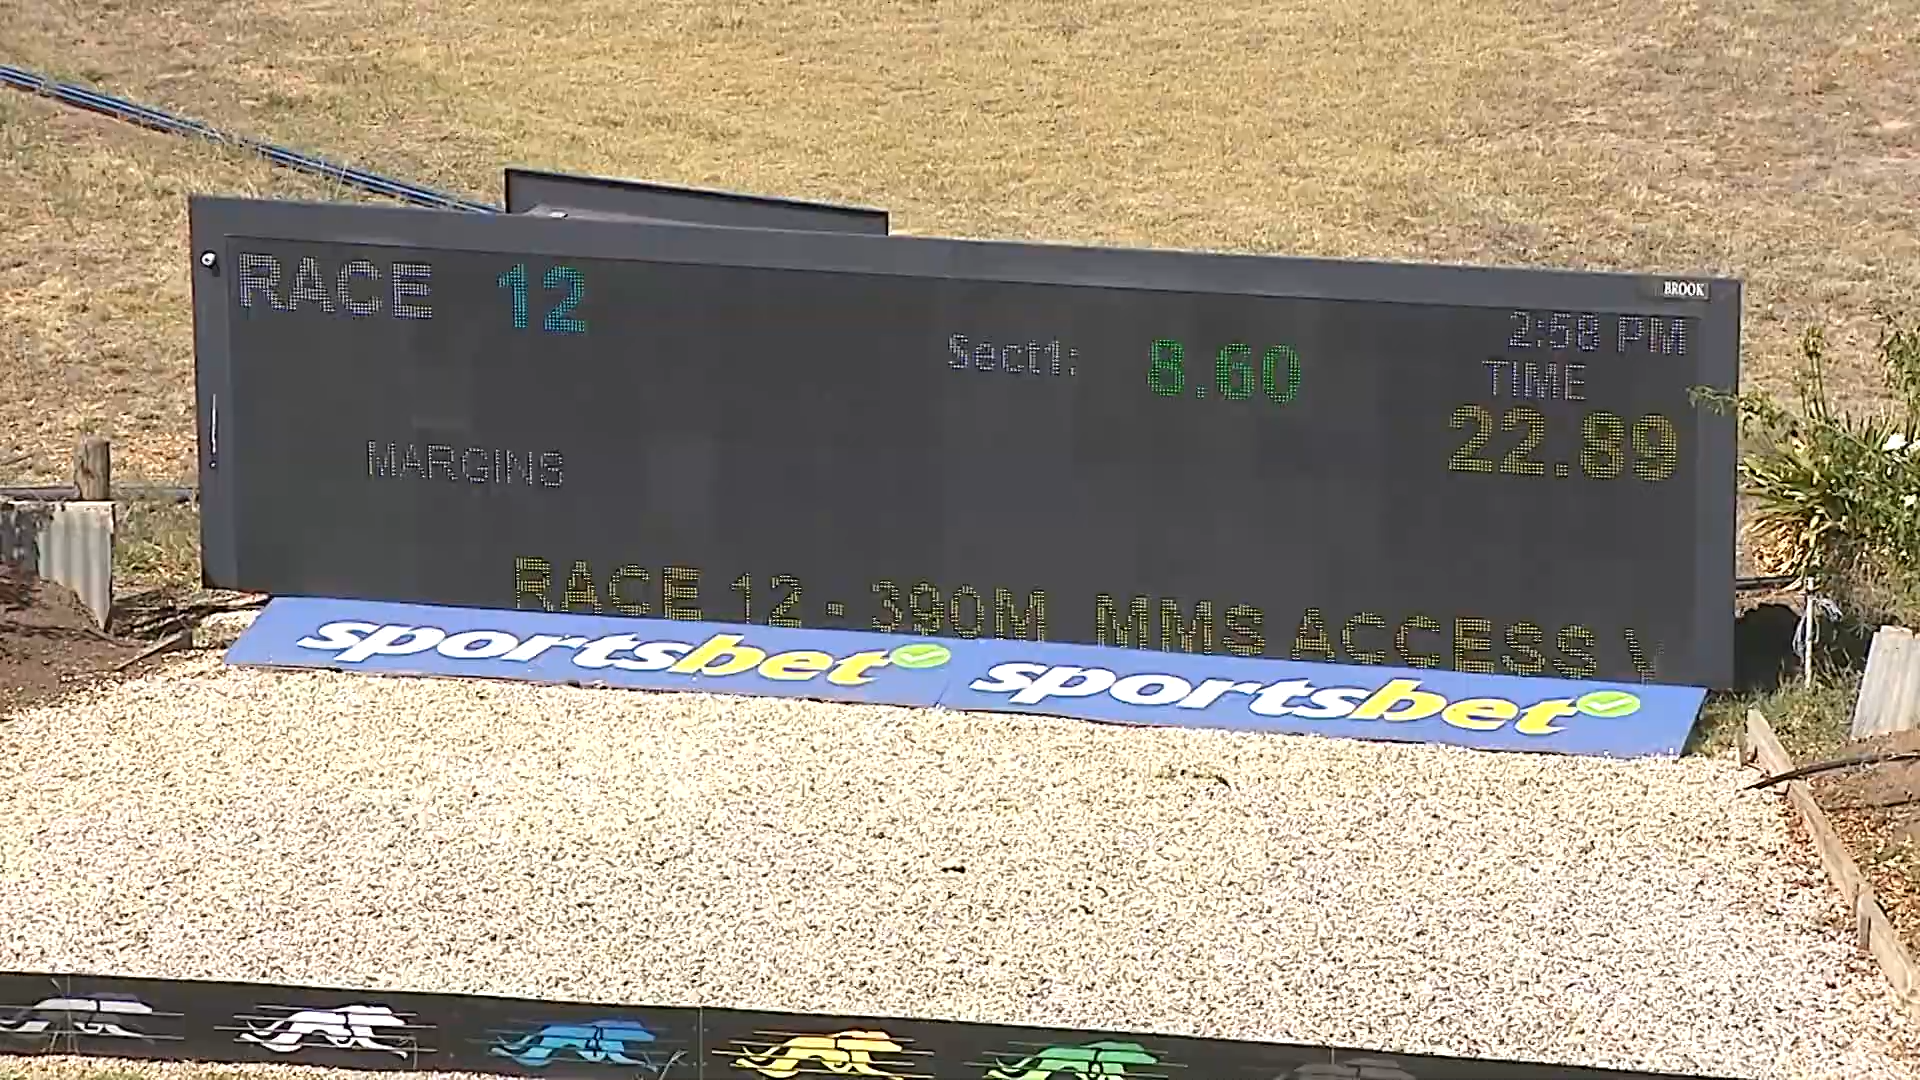 BROOK
RACE 12
2:58 PM
Sect1: 8.60
TIME
22.89
MARGINS
RACE 12 - 390M MMS ACCESS V
sportsbet sportsbet